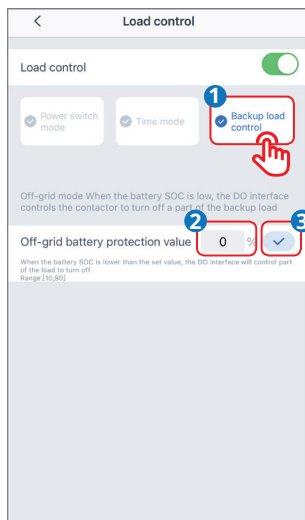 Load control
Load control
1
Power switch
mode
Time mode
Backup load
control
Off-grid mode When the battery SOC is low, the DO interface
controls the contactor to turn off a part of the backup load
2
3
Off-grid battery protection value 0 %
When the battery SOC is lower than the set value, the DO interface will control part
of the load to turn off
Range [10,90]